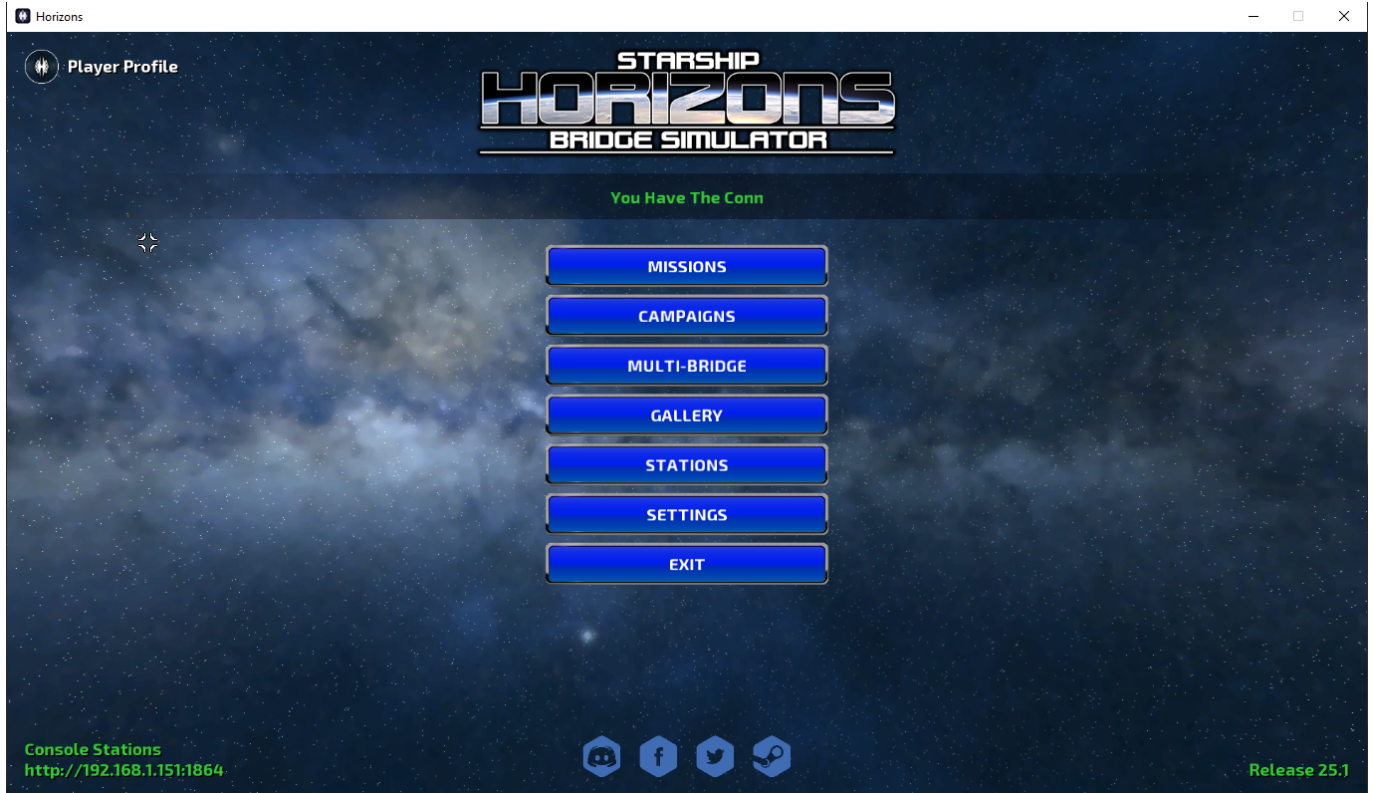 Horizons
Player Profile
STARSHIP
HORIZONS
BRIDGE SIMULATOR
You Have The Conn
MISSIONS
CAMPAIGNS
MULTI-BRIDGE
GALLERY
STATIONS
SETTINGS
EXIT
Console Stations
http://192.168.1.151:1864
Release 25.1